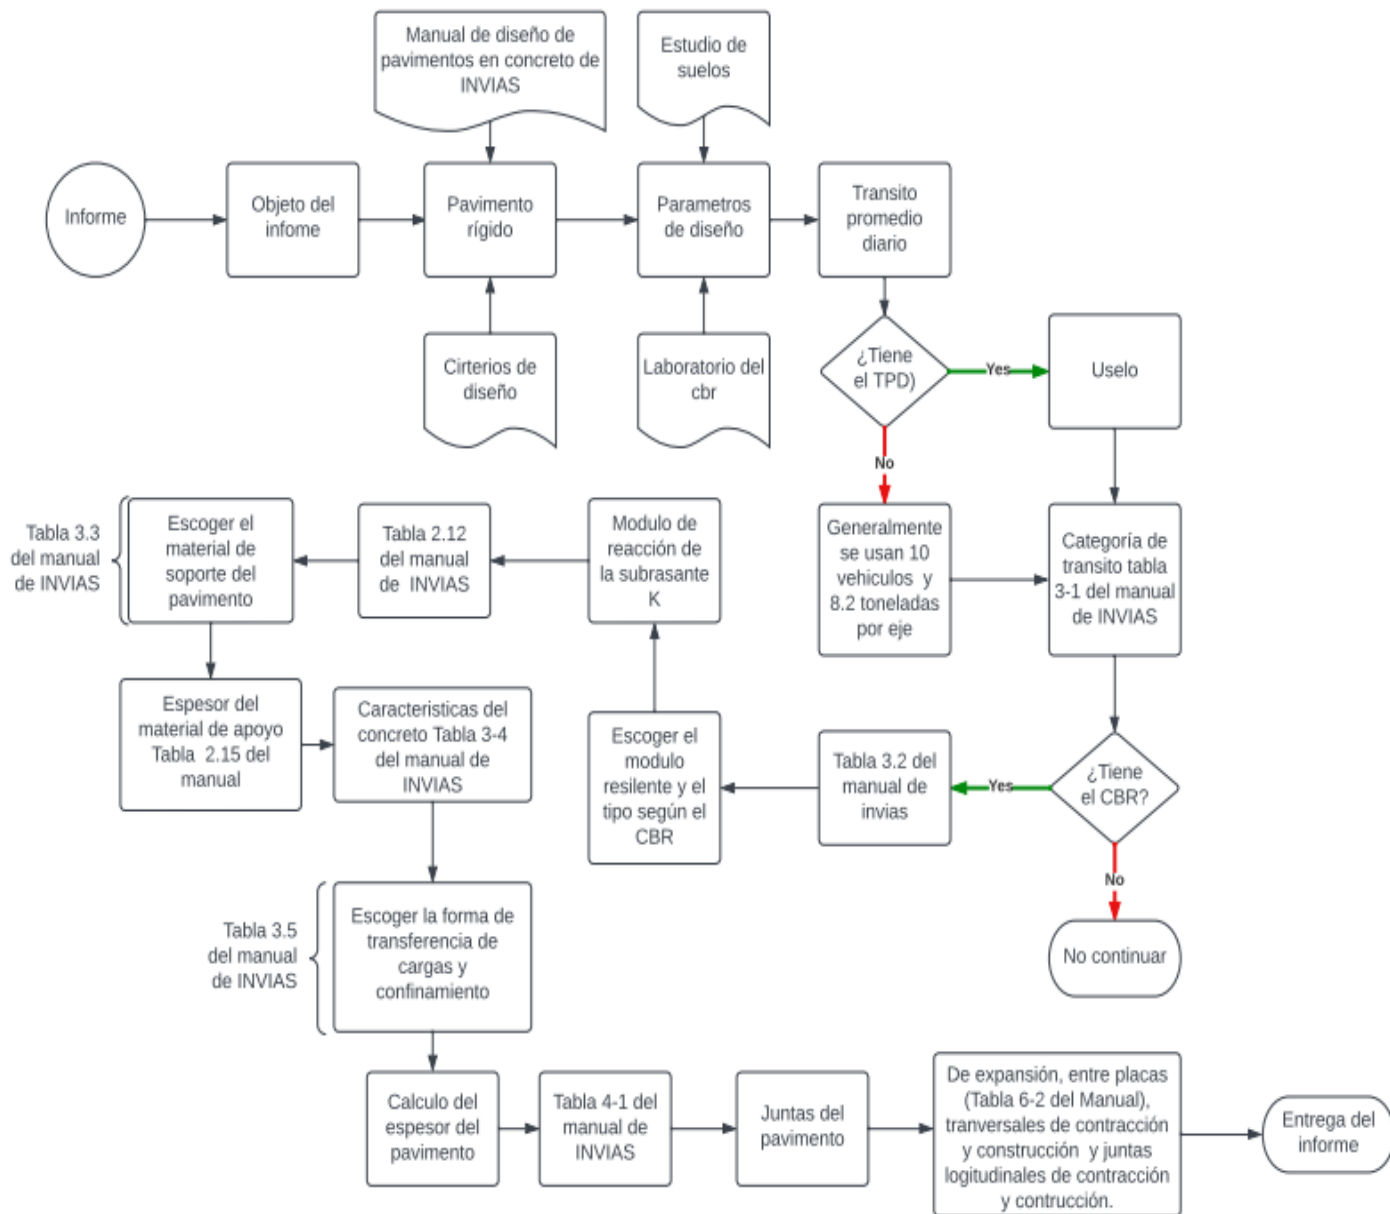 Manual de diseño de
pavimentos en concreto de
INVIAS
Estudio de
suelos
Informe
Objeto del
infome
Pavimento
rígido
Parametros
de diseño
Transito
promedio
diario
Cirterios de
diseño
Laboratorio del
cbr
¿Tiene
el TPD)
Yes
Uselo
No
Tabla 3.3
del manual
de INVIAS
Escoger el
material de
soporte del
pavimento
Tabla 2.12
del manual
de INVIAS
Modulo de
reacción de
la subrasante
K
Generalmente
se usan 10
vehiculos y
8.2 toneladas
por eje
Categoría de
transito tabla
3-1 del manual
de INVIAS
Espesor del
material de apoyo
Tabla 2.15 del
manual
Caracteristicas del
concreto Tabla 3-4
del manual de
INVIAS
Escoger el
modulo
resilente y el
tipo según el
CBR
Tabla 3.2 del
manual de
invias
Yes
¿Tiene
el CBR?
No
No continuar
Tabla 3.5
del manual
de INVIAS
Escoger la forma de
transferencia de
cargas y
confinamiento
Calculo del
espesor del
pavimento
Tabla 4-1 del
manual de
INVIAS
Juntas del
pavimento
De expansión, entre placas
(Tabla 6-2 del Manual),
tranversales de contracción
y construcción y juntas
logitudinales de contracción
y contrucción.
Entrega del
informe